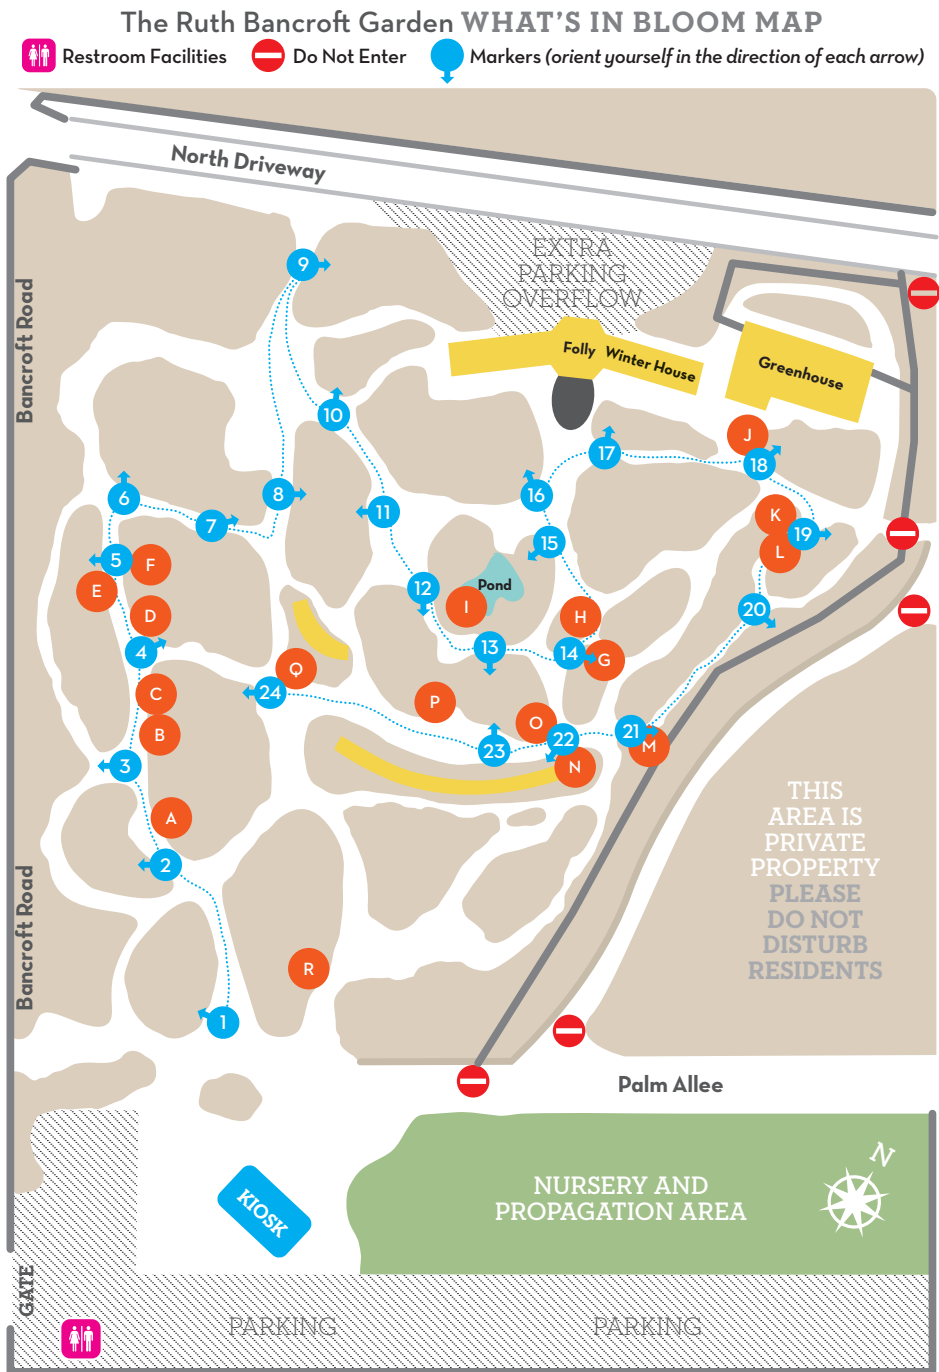 The Ruth Bancroft Garden WHAT'S IN BLOOM MAP
Restroom Facilities
Do Not Enter
Markers (orient yourself in the direction of each arrow)
North Driveway
EXTRA
PARKING
OVERFLOW
9
Bancroft Road
Folly
Winter House
Greenhouse
10
J
17
18
6
8
16
11
7
K
19
15
L
5
F
E
12
Pond
I
20
D
H
4
13
14
G
Q
24
C
P
O
B
21
22
M
23
N
3
A
2
THIS
AREA IS
PRIVATE
PROPERTY
PLEASE
DO NOT
DISTURB
RESIDENTS
Bancroft Road
R
1
Palm Allee
N
NURSERY AND
PROPAGATION AREA
KIOSK
GATE
PARKING
PARKING